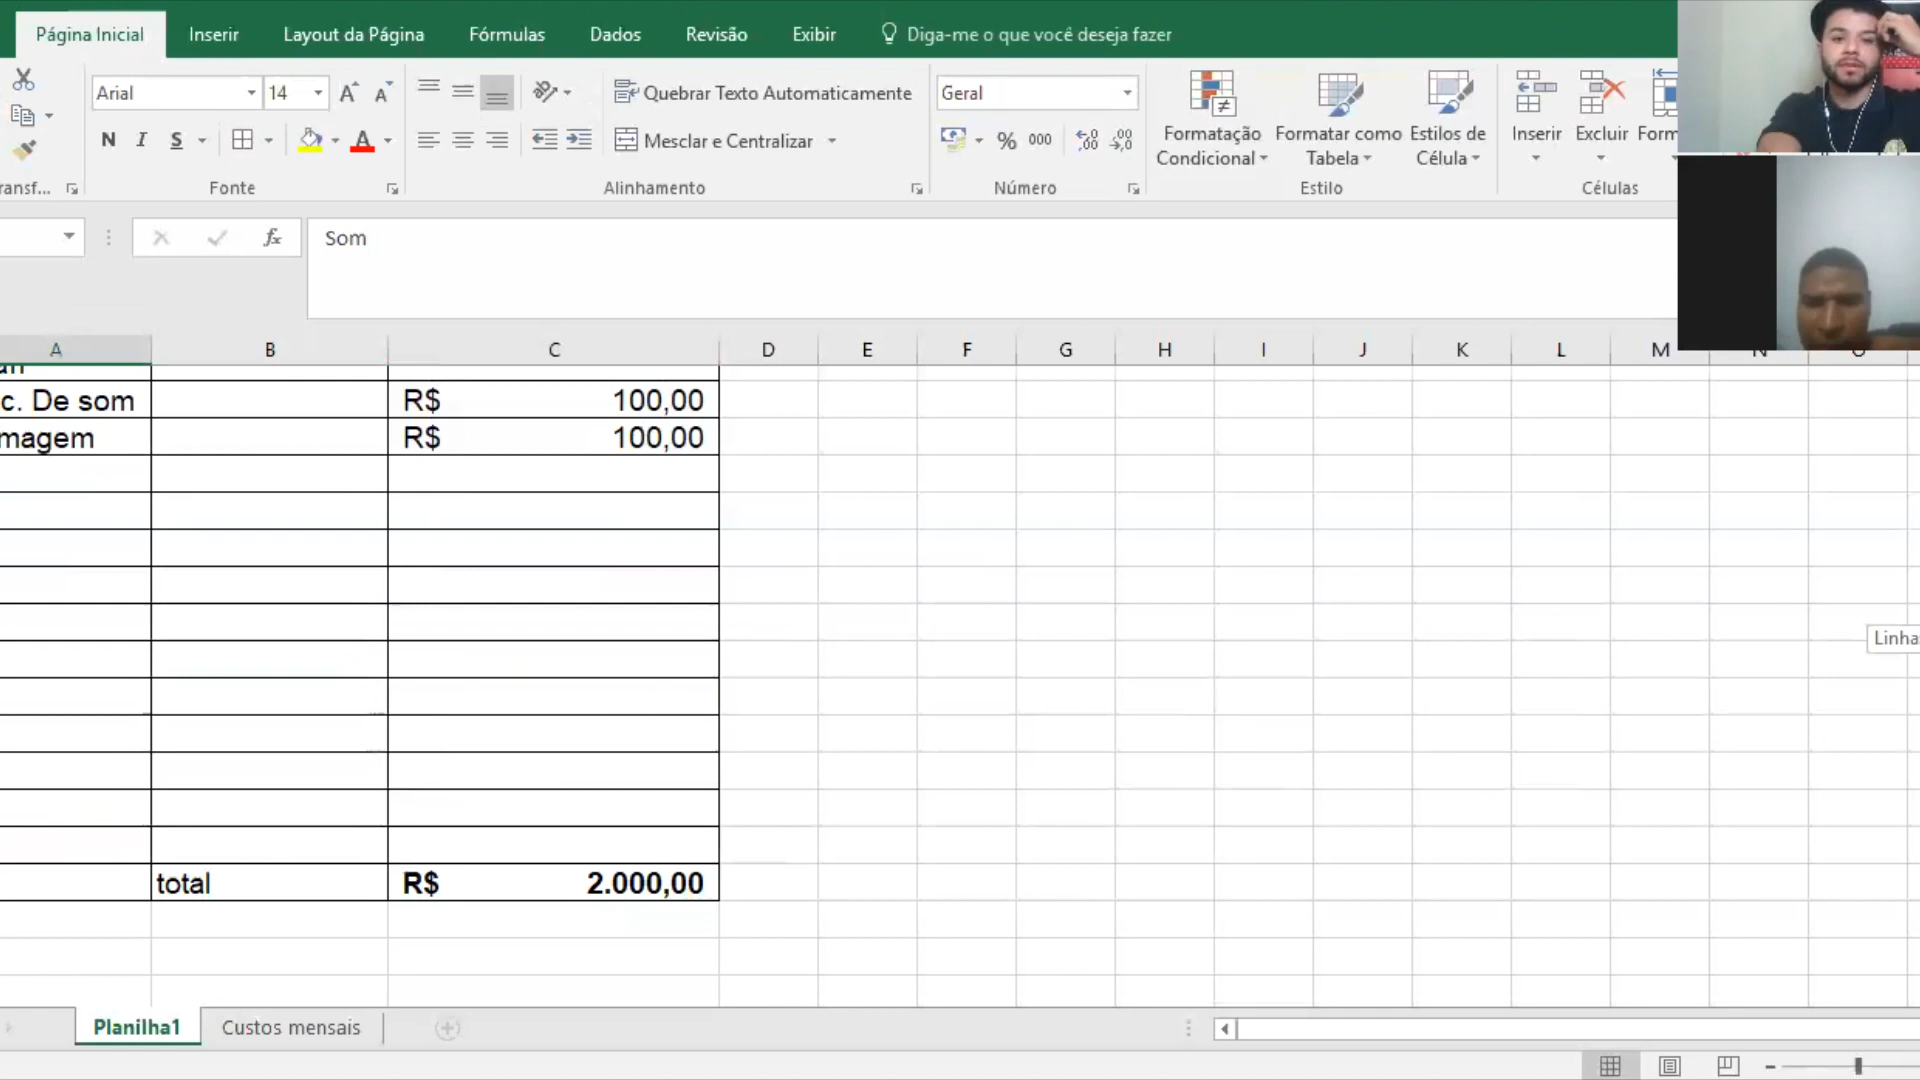 Página Inicial Inserir Layout da Página Fórmulas Dados Revisão Exibir Diga-me o que você deseja fazer
Arial 14 Quebrar Texto Automaticamente Geral
N I S A Mesclar e Centralizar % 000
Formatação Condicional
Formatar como Tabela
Estilos de Célula
Inserir Excluir Form
ransf... Fonte Alinhamento Número Estilo Células
fx Som
A B C D E F G H I J K L M N O
c. De som R$ 100,00
magem R$ 100,00
Linha
total R$ 2.000,00
Planilha1 Custos mensais